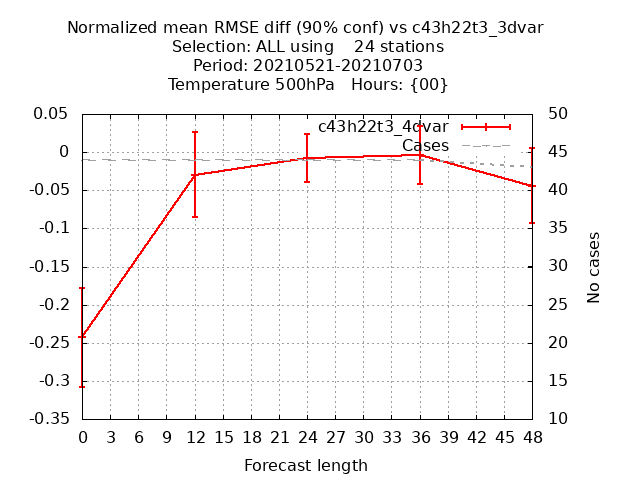 Normalized mean RMSE diff (90% conf) vs c43h22t3_3dvar
Selection: ALL using    24 stations
Period: 20210521-20210703
Temperature 500hPa   Hours: {00}
c43h22t3_4dvar
Cases
0.05
0
-0.05
-0.1
-0.15
-0.2
-0.25
-0.3
-0.35
50
45
40
35
30
25
20
15
10
No cases
0 3 6 9 12 15 18 21 24 27 30 33 36 39 42 45 48
Forecast length